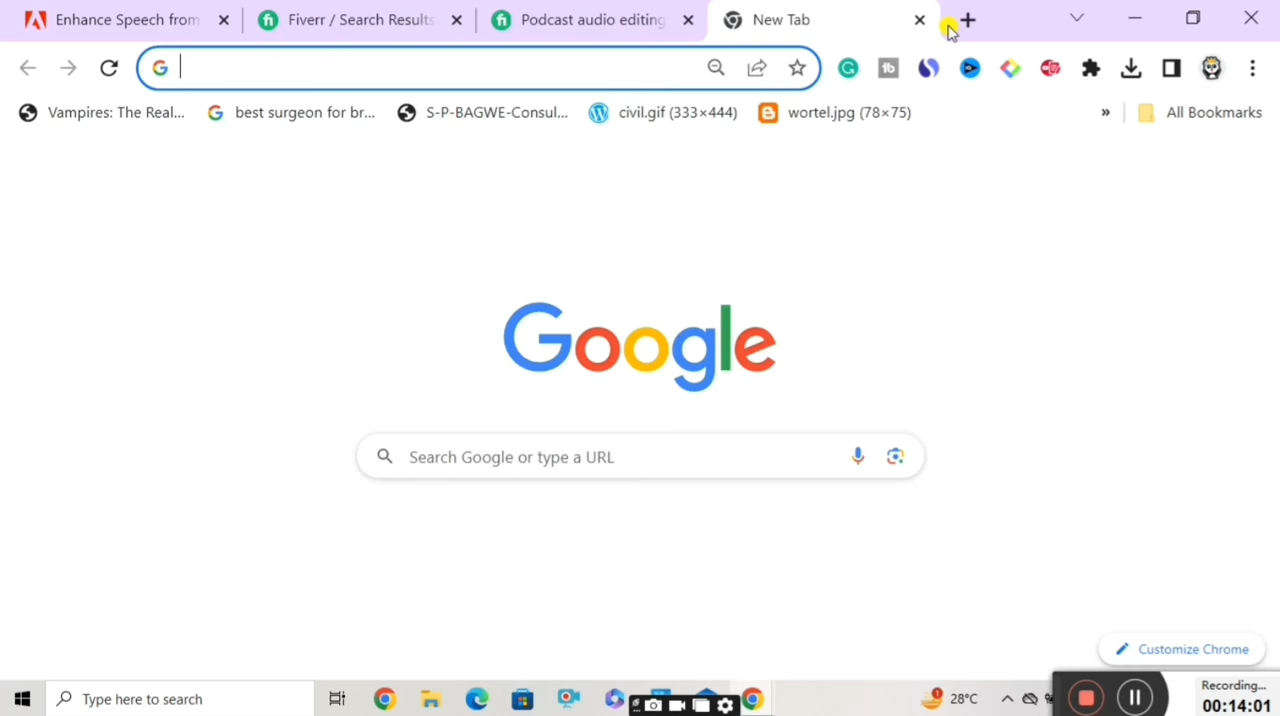 Enhance Speech from
Fiverr / Search Results
Podcast audio editing
New Tab
Vampires: The Real...
best surgeon for br...
S-P-BAGWE-Consul...
civil.gif (333×444)
wortel.jpg (78×75)
»
All Bookmarks
Google
Search Google or type a URL
Customize Chrome
Type here to search
1
28°C
Recording...
00:14:01